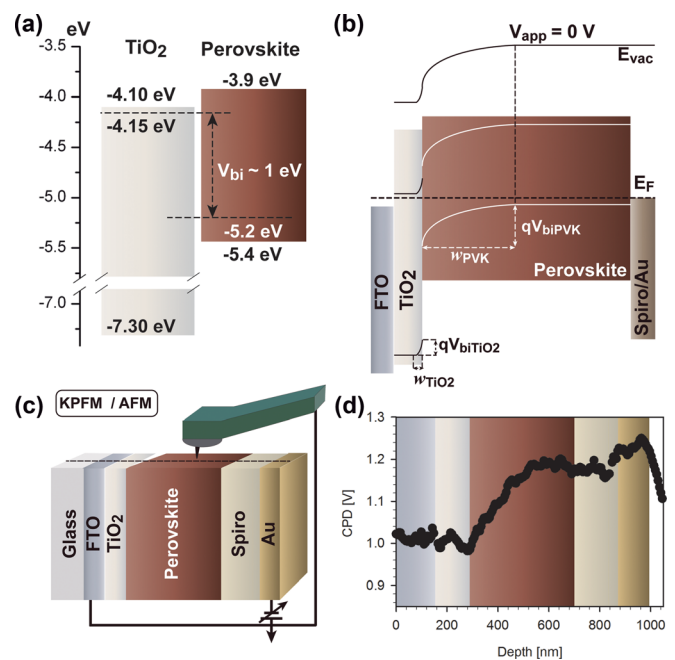 (a)
eV
TiO2
Perovskite
-3.5
-4.0
-4.5
-5.0
-5.5
-7.0
-3.9 eV
-4.10 eV
-4.15 eV
Vbi ~ 1 eV
-5.2 eV
-5.4 eV
-7.30 eV
(b)
Vapp = 0 V
Evac
EF
qVbiPVK
wPVK
Perovskite
FTO
TiO2
Spiro/Au
qVbiTiO2
wTiO2
(c)
KPFM / AFM
Glass
FTO
TiO2
Perovskite
Spiro
Au
(d)
1.3
1.2
1.1
1.0
0.9
CPD [V]
0 200 400 600 800 1000
Depth [nm]